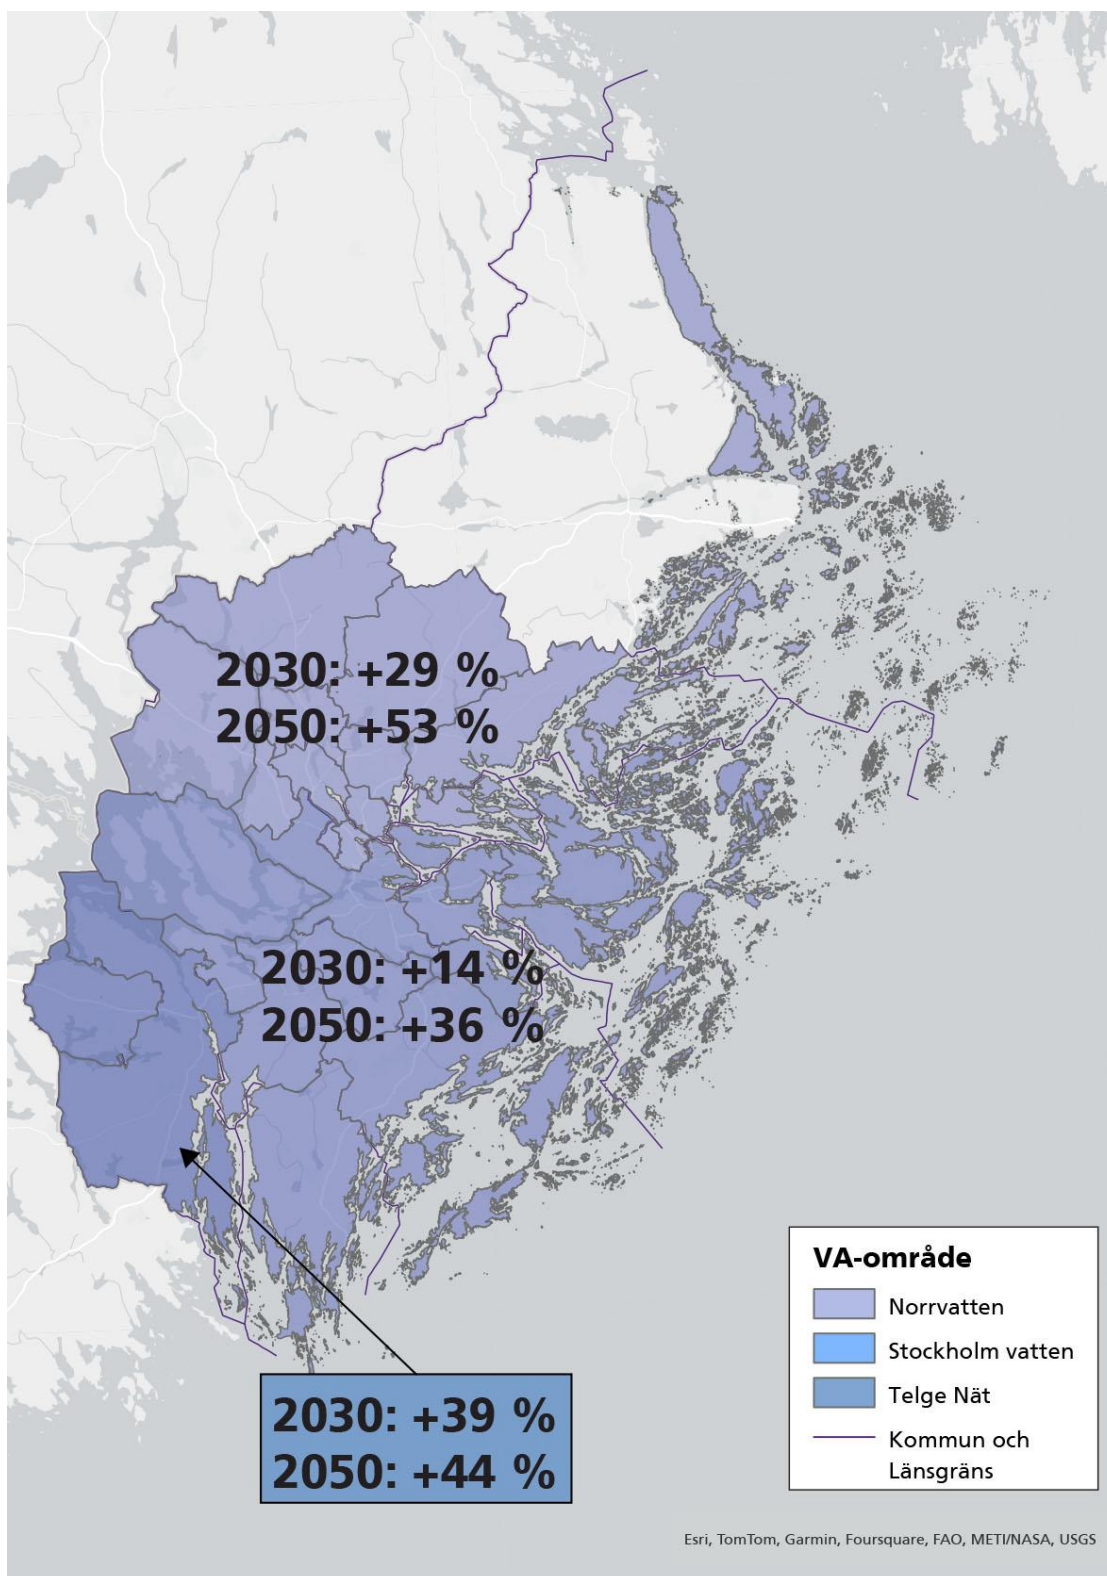 2030: +29 %
2050: +53 %
2030: +14 %
2050: +36 %
2030: +39 %
2050: +44 %
VA-område
Norrvatten
Stockholm vatten
Telge Nät
Kommun och
Länsgräns
Esri, TomTom, Garmin, Foursquare, FAO, METI/NASA, USGS